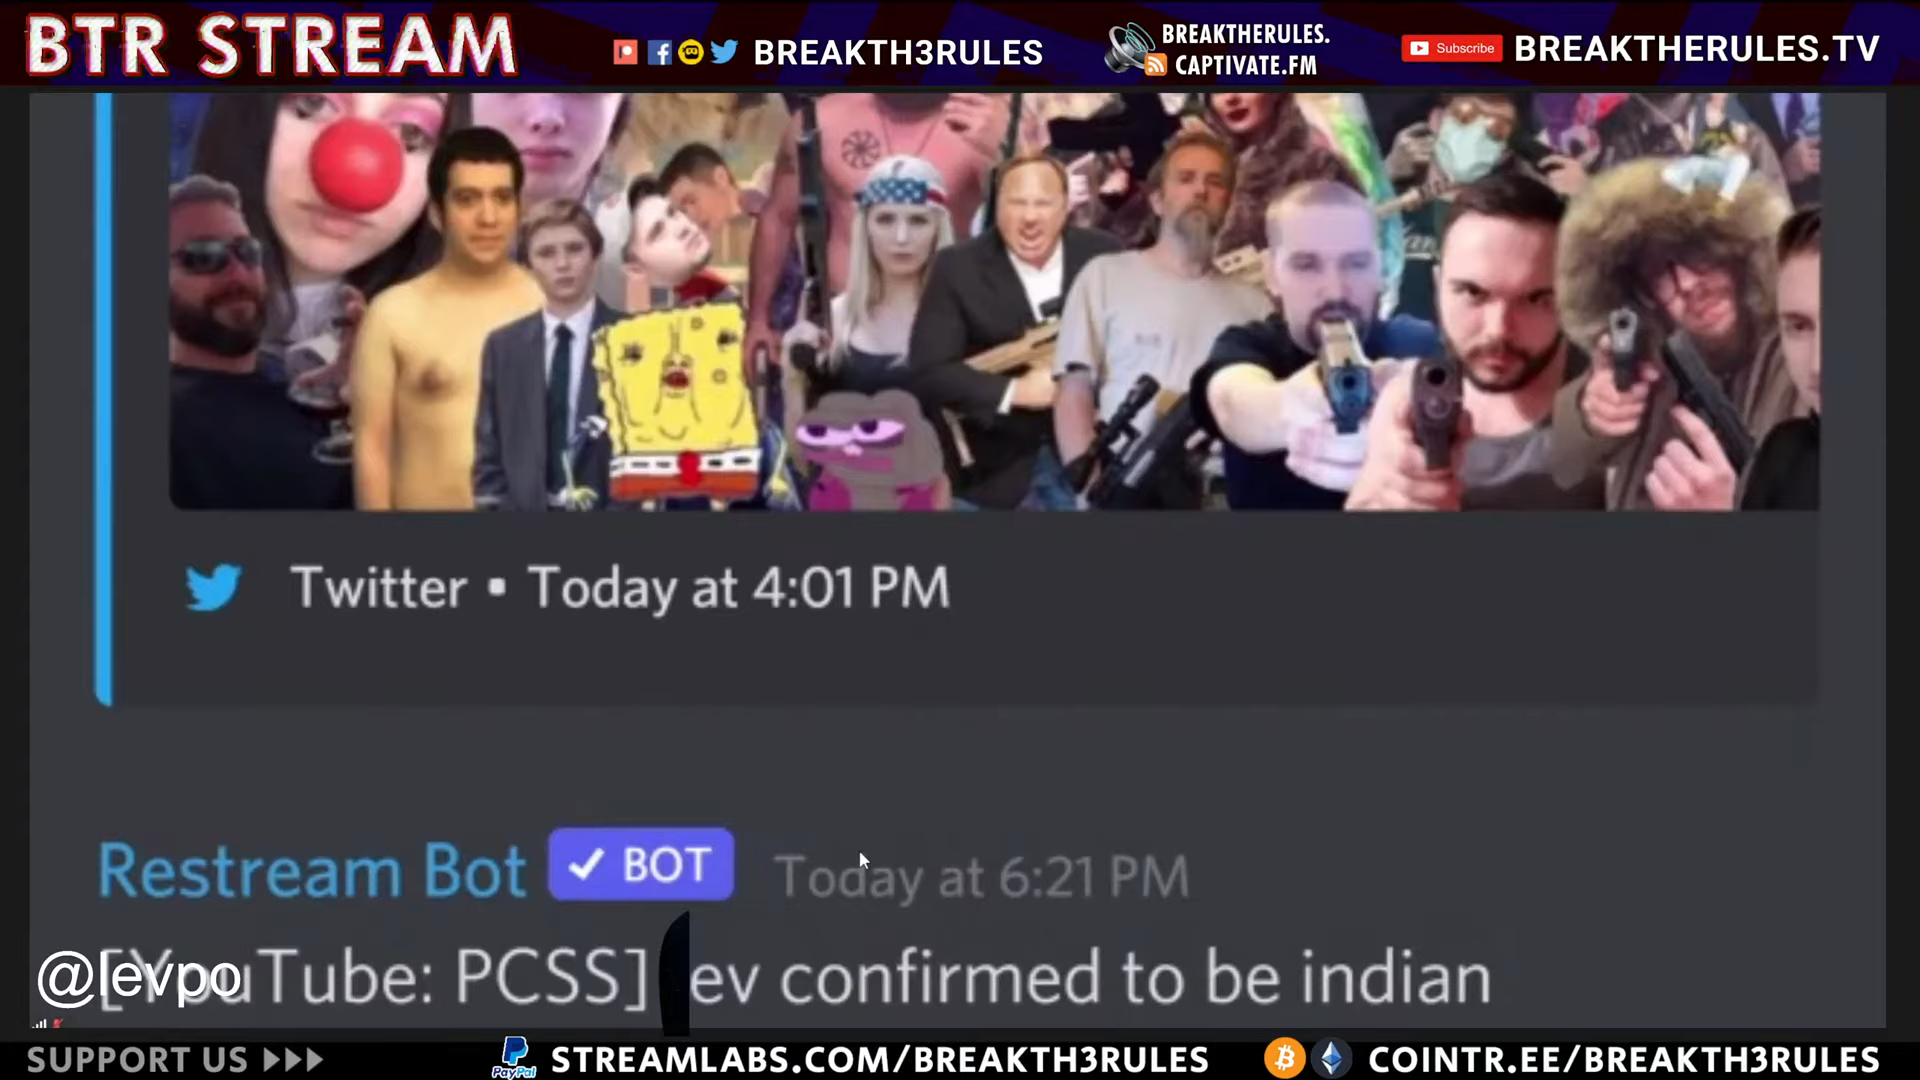 BTR STREAM
BREAKTH3RULES
BREAKTHERULES.
CAPTIVATE.FM
Subscribe
BREAKTHERULES.TV
Twitter • Today at 4:01 PM
Restream Bot
✓ BOT
Today at 6:21 PM
[YouTube: PCSS] ev confirmed to be indian
@levpo
SUPPORT US
PayPal
STREAMLABS.COM/BREAKTH3RULES
COINTR.EE/BREAKTH3RULES